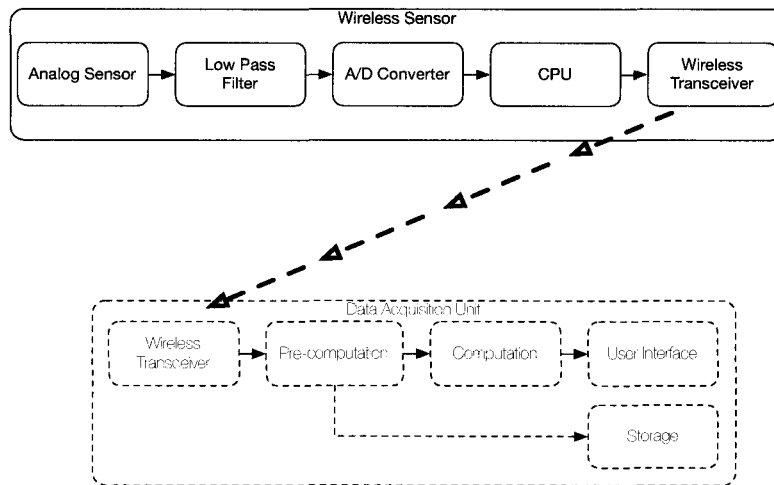 Wireless Sensor
Analog Sensor
Low Pass
Filter
A/D Converter
CPU
Wireless
Transceiver
Data Acquisition Unit
Wireless
Transceiver
Pre-computation
Computation
User Interface
Storage